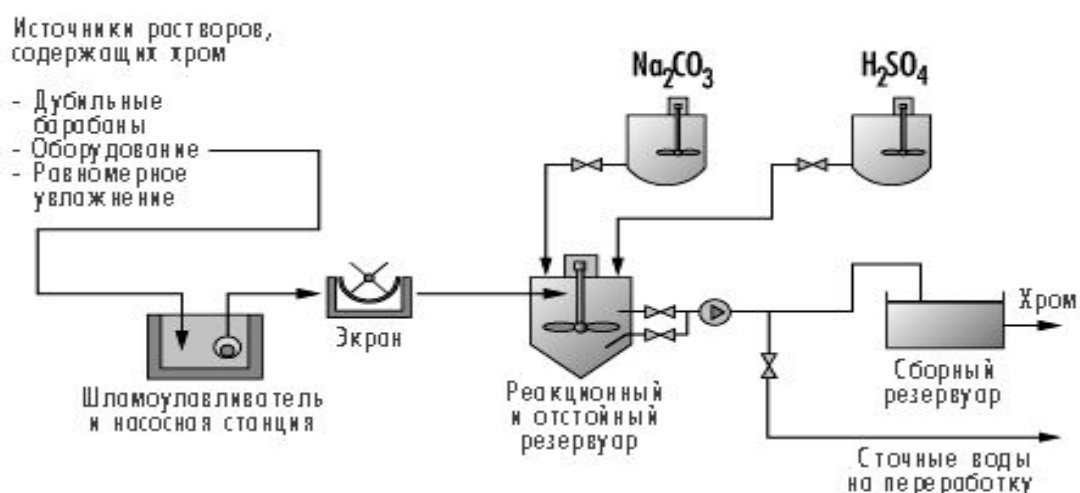 Источники растворов,
содержащих хром
- Дубильные
барабаны
- Оборудование
- Равномерное
увлажнение
Na₂CO₃
H₂SO₄
Экран
Шламоулавливатель
и насосная станция
Реакционный
и отстойный
резервуар
Хром
Сборный
резервуар
Сточные воды
на переработку